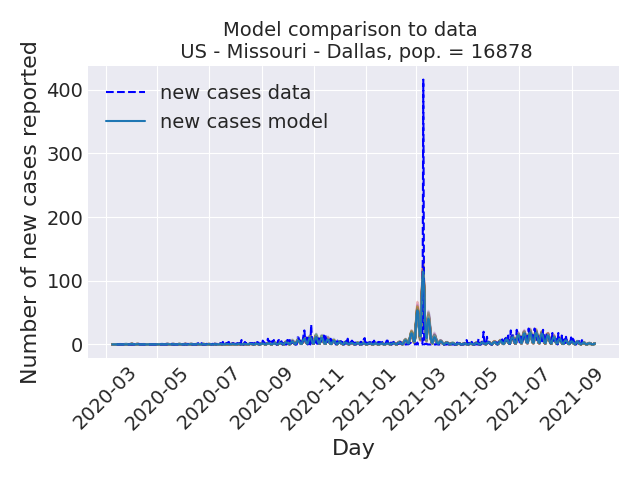 Model comparison to data
US - Missouri - Dallas, pop. = 16878
new cases data
new cases model
Number of new cases reported
400
300
200
100
0
2020-03
2020-05
2020-07
2020-09
2020-11
2021-01
2021-03
2021-05
2021-07
2021-09
Day